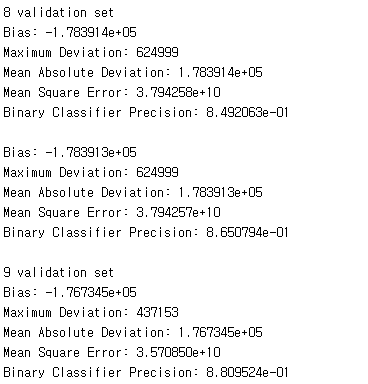 8 validation set
Bias: -1.783914e+05
Maximum Deviation: 624999
Mean Absolute Deviation: 1.783914e+05
Mean Square Error: 3.794258e+10
Binary Classifier Precision: 8.492063e-01
Bias: -1.783913e+05
Maximum Deviation: 624999
Mean Absolute Deviation: 1.783913e+05
Mean Square Error: 3.794257e+10
Binary Classifier Precision: 8.650794e-01
9 validation set
Bias: -1.767345e+05
Maximum Deviation: 437153
Mean Absolute Deviation: 1.767345e+05
Mean Square Error: 3.570850e+10
Binary Classifier Precision: 8.809524e-01